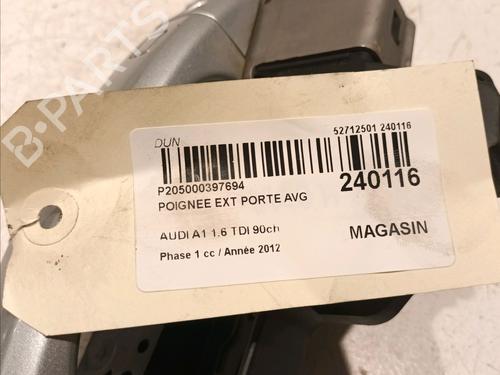 B-PARTS
DUN
52712501 240116
P205000397694
240116
POIGNEE EXT PORTE AVG
AUDI A1 1.6 TDI 90ch
MAGASIN
Phase 1 cc / Année 2012